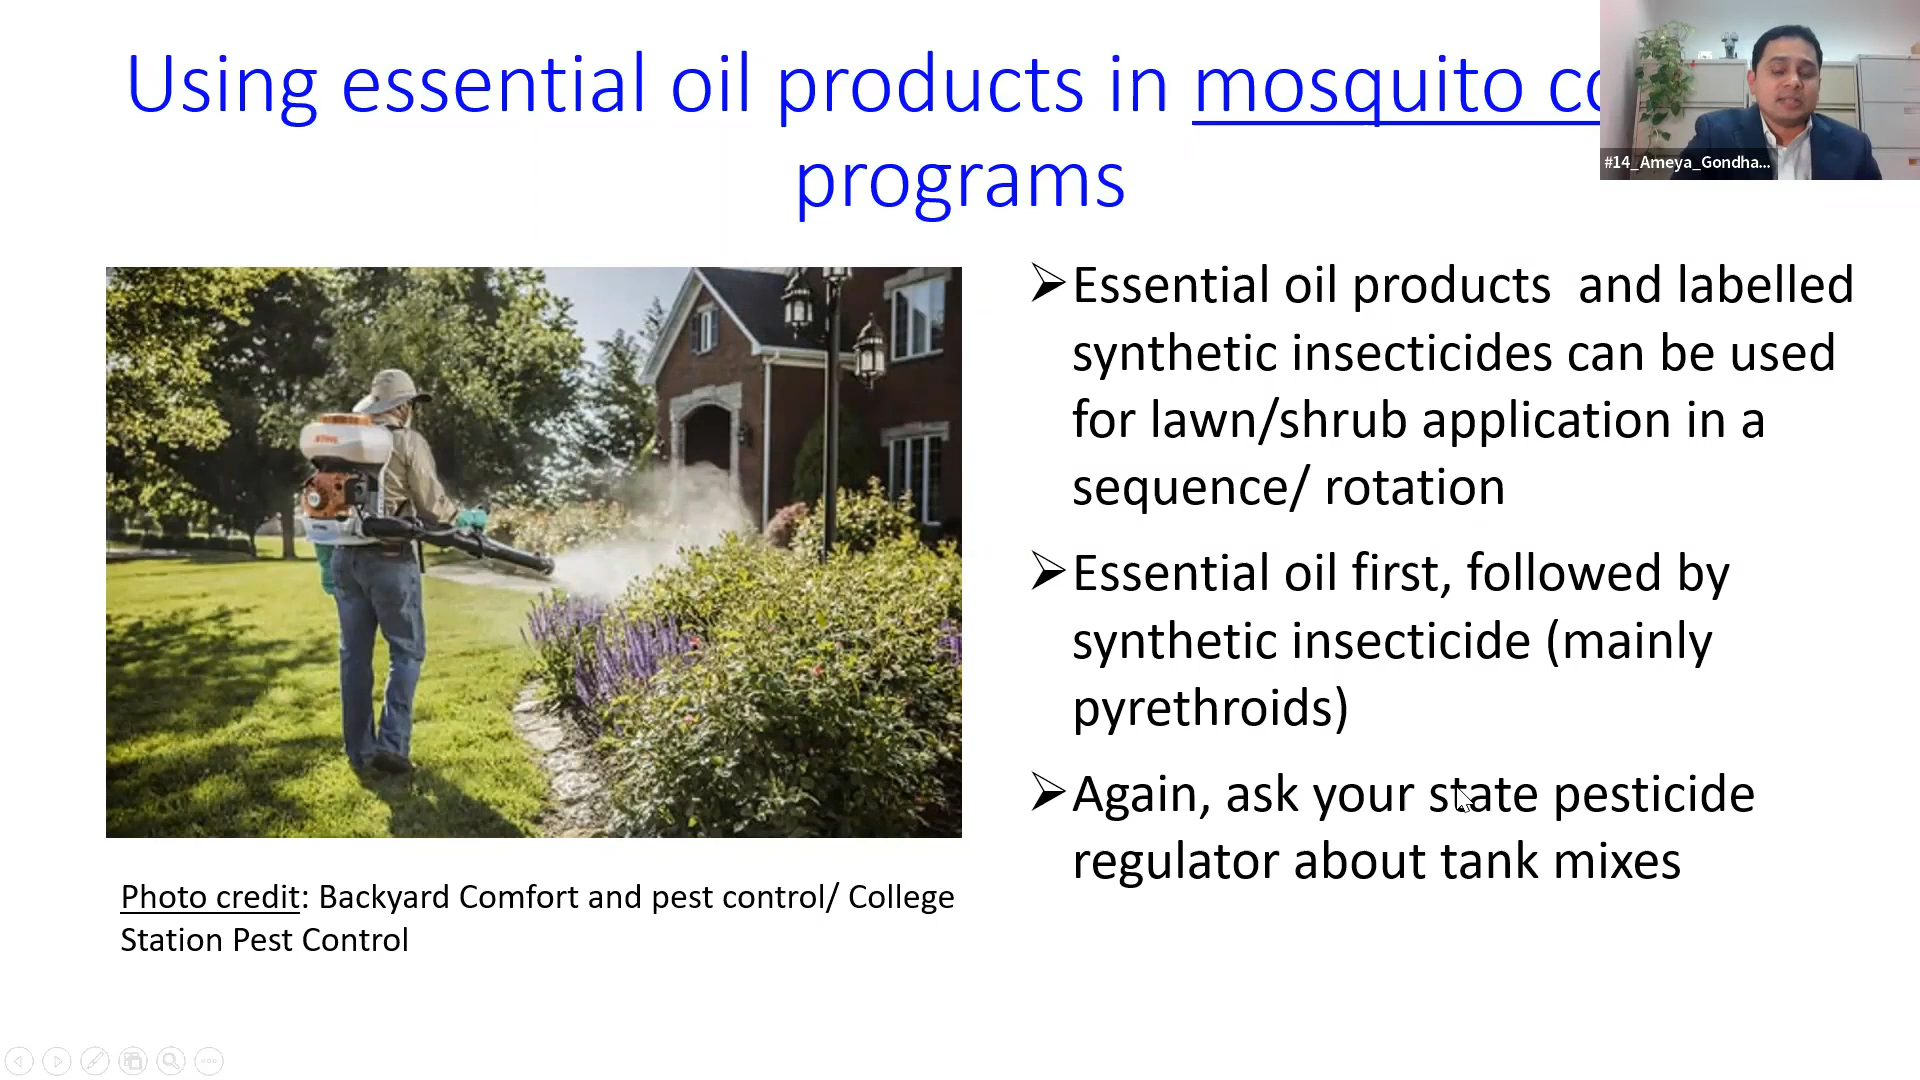 Using essential oil products in mosquito co
programs
#14_Ameya_Gondha...
Essential oil products and labelled
synthetic insecticides can be used
for lawn/shrub application in a
sequence/ rotation
Essential oil first, followed by
synthetic insecticide (mainly
pyrethroids)
Again, ask your state pesticide
regulator about tank mixes
STIHL
Photo credit: Backyard Comfort and pest control/ College
Station Pest Control